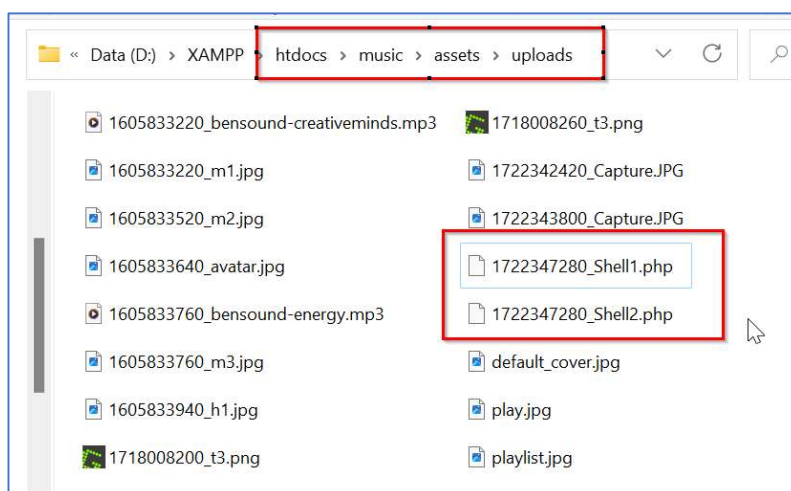 « Data (D:) > XAMPP > htdocs > music > assets > uploads
1605833220_bensound-creativeminds.mp3
1605833220_m1.jpg
1605833520_m2.jpg
1605833640_avatar.jpg
1605833760_bensound-energy.mp3
1605833760_m3.jpg
1605833940_h1.jpg
1718008200_t3.png
1718008260_t3.png
1722342420_Capture.JPG
1722343800_Capture.JPG
1722347280_Shell1.php
1722347280_Shell2.php
default_cover.jpg
play.jpg
playlist.jpg